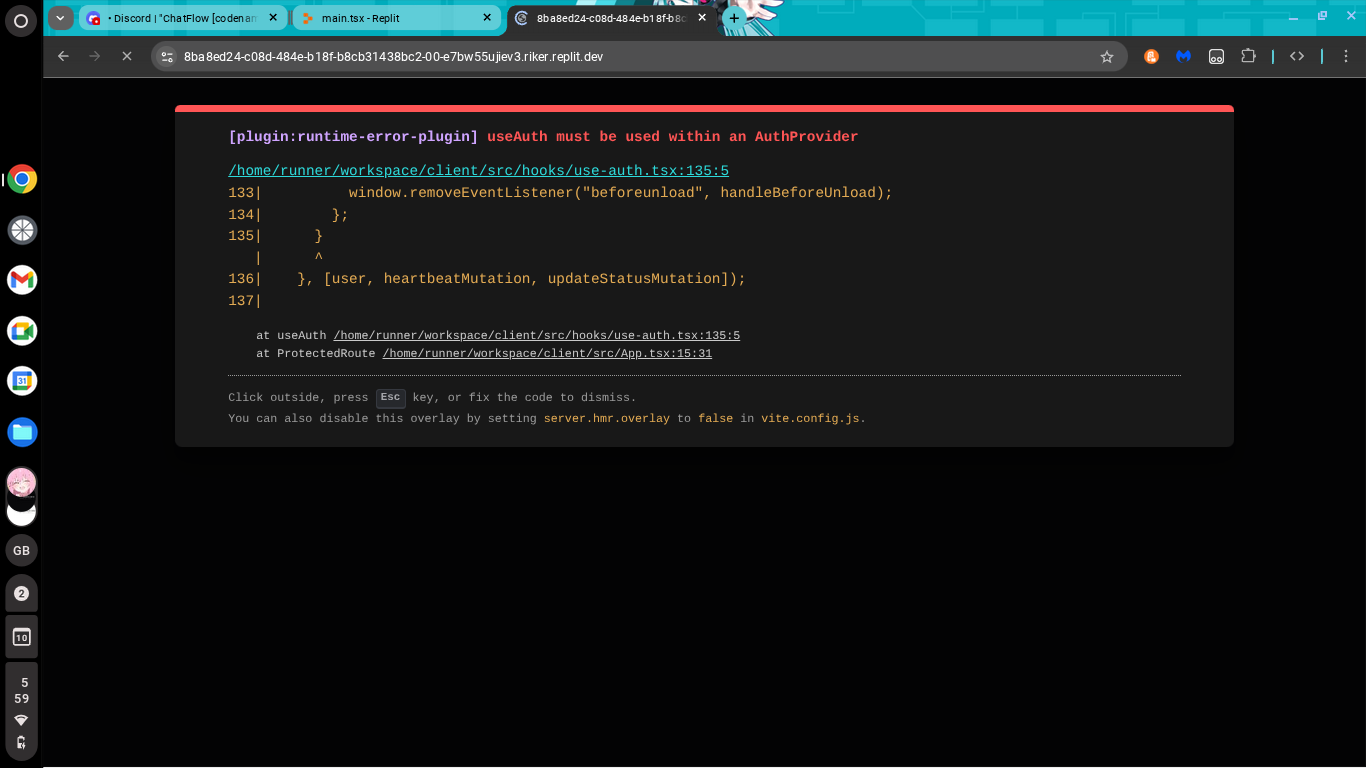 • Discord | "ChatFlow [codenam
main.tsx - Replit
8ba8ed24-c08d-484e-b18f-b8c
8ba8ed24-c08d-484e-b18f-b8cb31438bc2-00-e7bw55ujiev3.riker.replit.dev
[plugin:runtime-error-plugin] useAuth must be used within an AuthProvider
/home/runner/workspace/client/src/hooks/use-auth.tsx:135:5
133|          window.removeEventListener("beforeunload", handleBeforeUnload);
134|        };
135|      }
|      ^
136|    }, [user, heartbeatMutation, updateStatusMutation]);
137|
at useAuth /home/runner/workspace/client/src/hooks/use-auth.tsx:135:5
at ProtectedRoute /home/runner/workspace/client/src/App.tsx:15:31
Click outside, press Esc key, or fix the code to dismiss.
You can also disable this overlay by setting server.hmr.overlay to false in vite.config.js.
31
GB
2
10
5
59